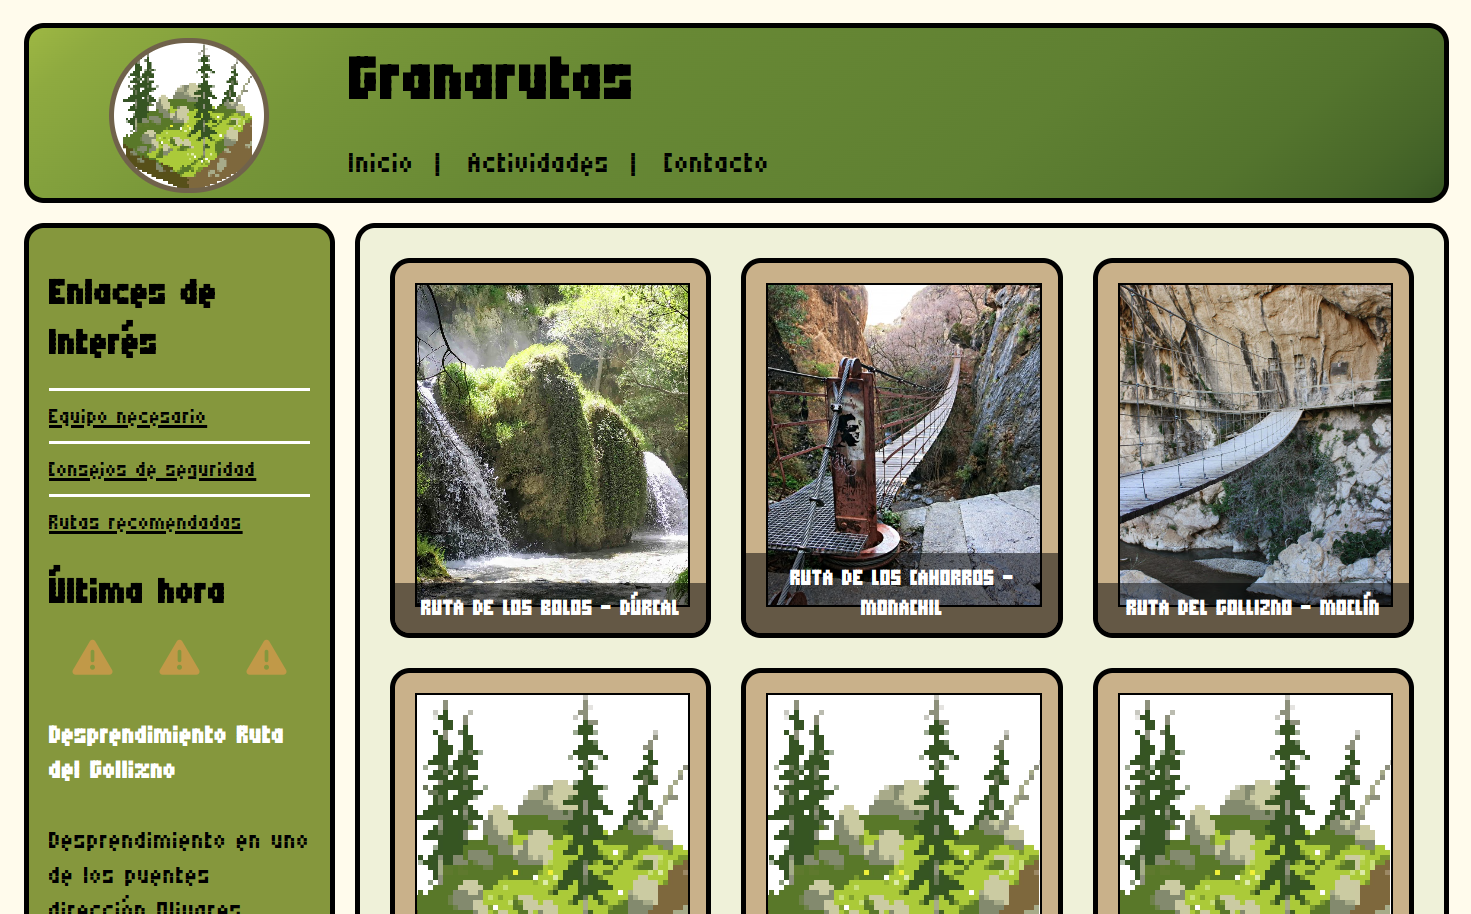 Granarutas
Inicio | Actividades | Contacto
Enlaces de
Interés
Equipo necesario
Consejos de seguridad
Rutas recomendadas
Última hora
Desprendimiento Ruta
del Gollizno
Desprendimiento en uno
de los puentes
dirección Olivares
RUTA DE LOS BOLOS - DÚRCAL
RUTA DE LOS CAHORROS -
MONACHIL
RUTA DEL GOLLIZNO - MOCLÍN